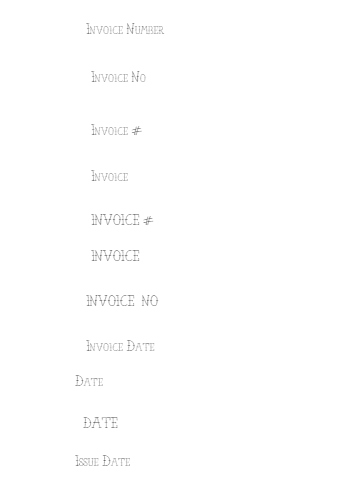 Invoice Number
Invoice No
Invoice #
Invoice
INVOICE #
INVOICE
INVOICE NO
Invoice Date
Date
DATE
Issue Date